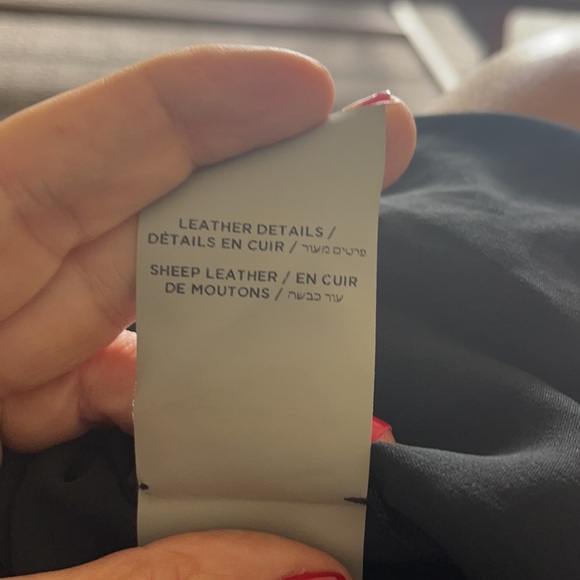 LEATHER DETAILS /
DÉTAILS EN CUIR / פרטים מעור
SHEEP LEATHER / EN CUIR
DE MOUTONS / עור כבשה